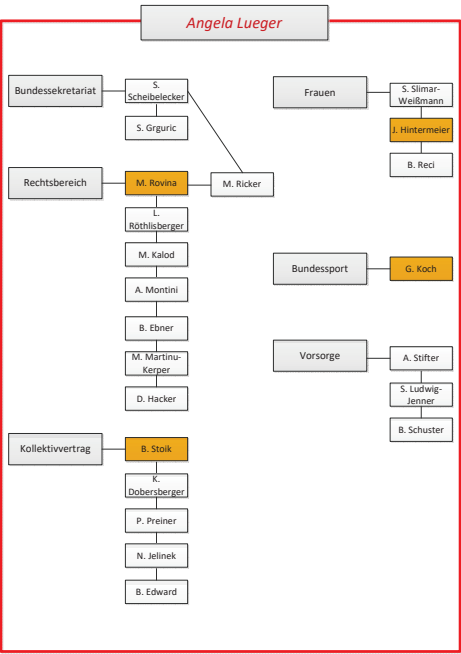 Angela Lueger
Bundessekretariat
S.
Scheibelecker
S. Grguric
Rechtsbereich
M. Rovina
M. Ricker
L.
Röthlisberger
M. Kalod
A. Montini
B. Ebner
M. Martinu-
Kerper
D. Hacker
Kollektivvertrag
B. Stoik
K.
Dobersberger
P. Preiner
N. Jelinek
B. Edward
Frauen
S. Slimar-
Weißmann
J. Hintermeier
B. Reci
Bundessport
G. Koch
Vorsorge
A. Stifter
S. Ludwig-
Jenner
B. Schuster